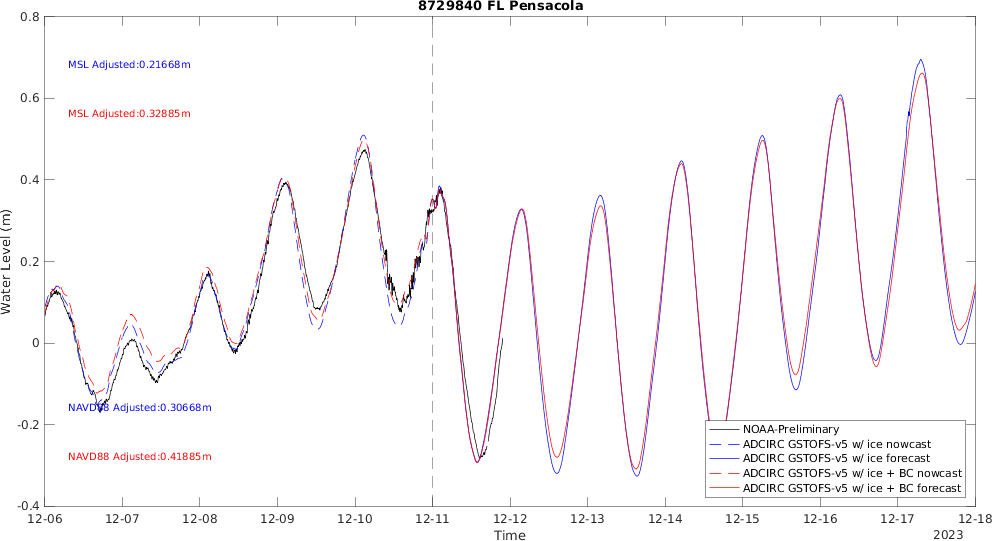 8729840 FL Pensacola
0.8
0.6
0.4
0.2
0
-0.2
-0.4
Water Level (m)
MSL Adjusted:0.21668m
MSL Adjusted:0.32885m
NAVD88 Adjusted:0.30668m
NAVD88 Adjusted:0.41885m
NOAA-Preliminary
ADCIRC GSTOFS-v5 w/ ice nowcast
ADCIRC GSTOFS-v5 w/ ice forecast
ADCIRC GSTOFS-v5 w/ ice + BC nowcast
ADCIRC GSTOFS-v5 w/ ice + BC forecast
12-06 12-07 12-08 12-09 12-10 12-11 12-12 12-13 12-14 12-15 12-16 12-17 12-18
Time
2023